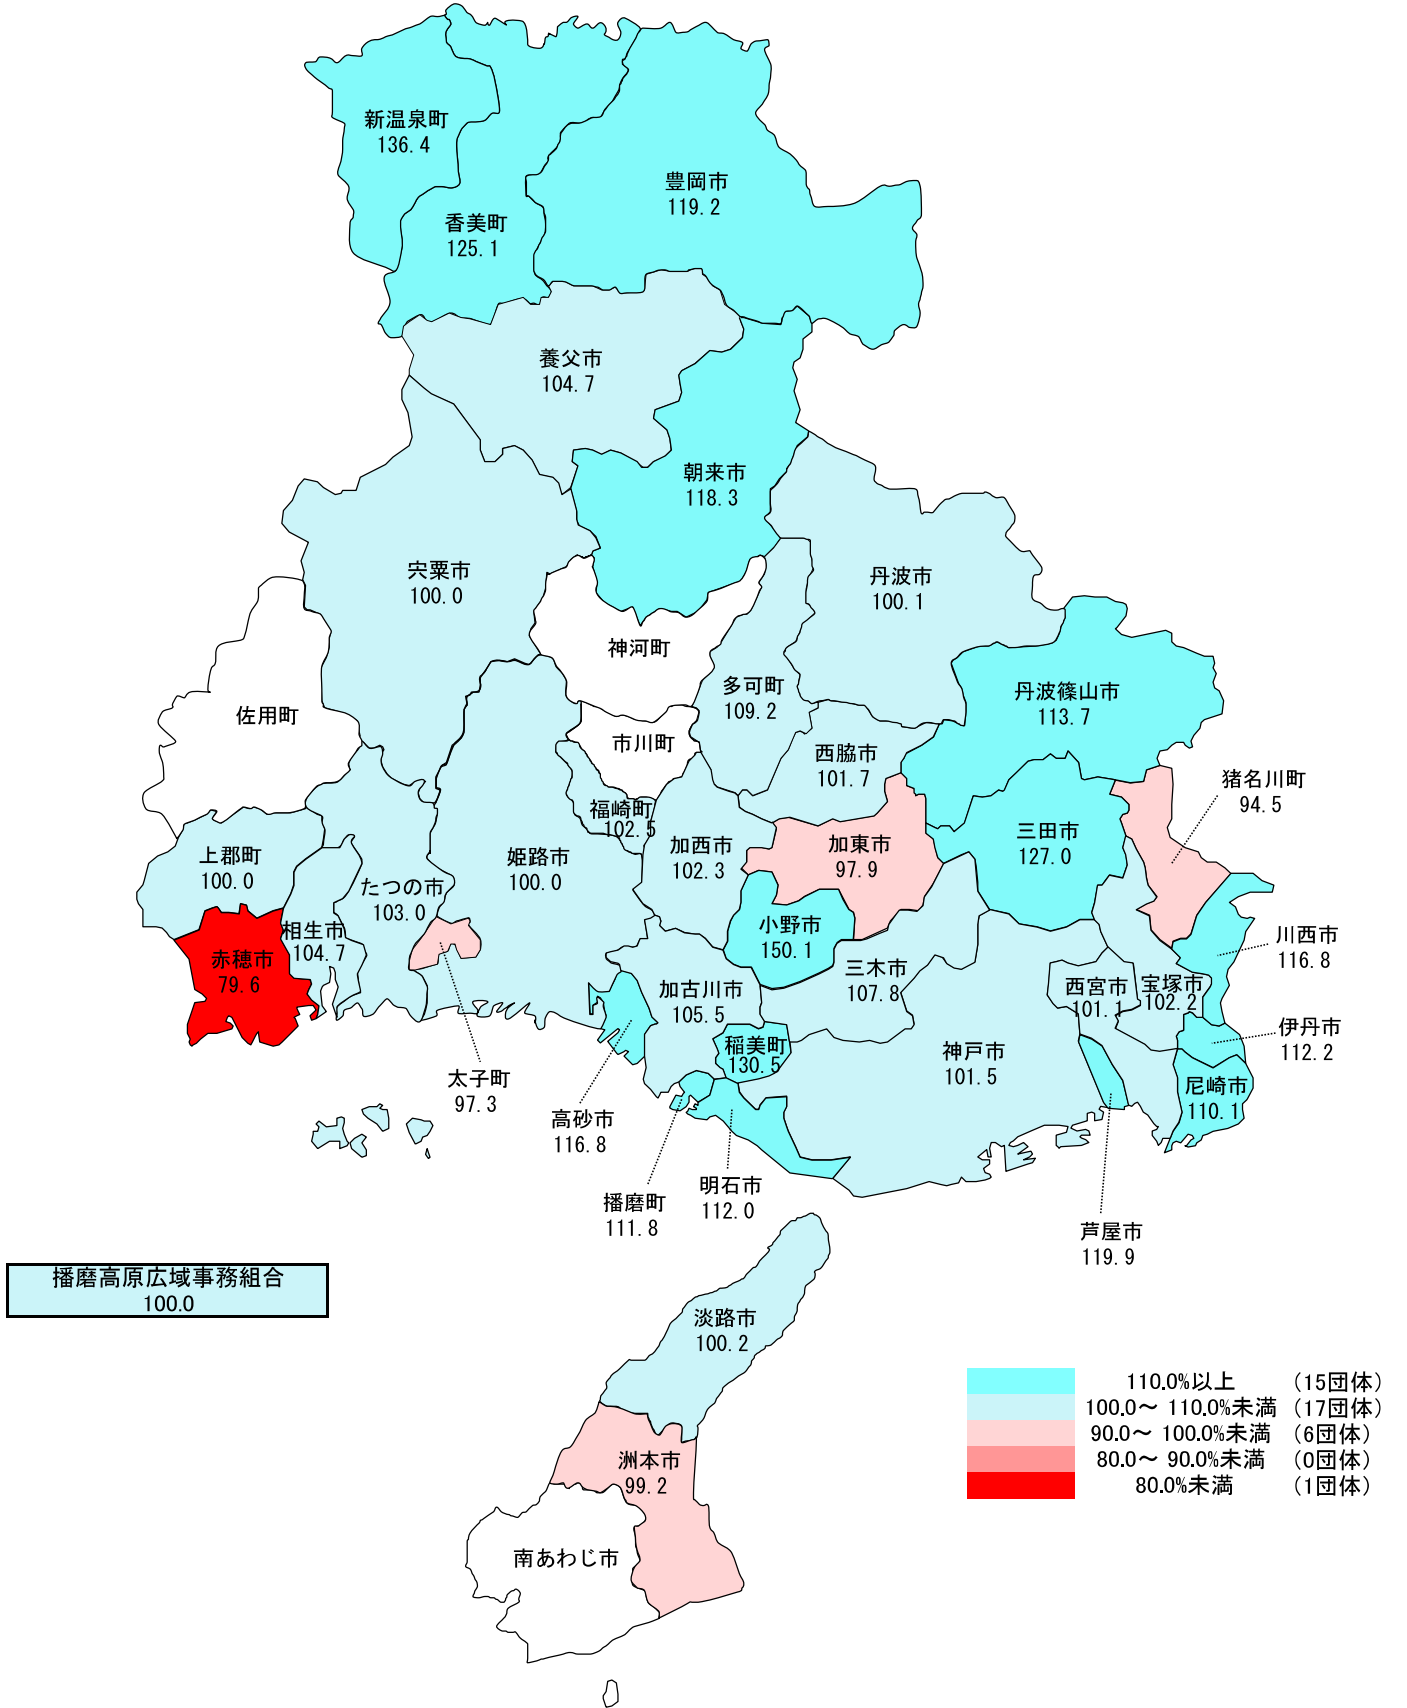 新温泉町
136.4
豊岡市
119.2
香美町
125.1
養父市
104.7
朝来市
118.3
宍粟市
100.0
丹波市
100.1
神河町
多可町
109.2
丹波篠山市
113.7
佐用町
市川町
西脇市
101.7
猪名川町
94.5
福崎町
102.5
加西市
102.3
加東市
97.9
三田市
127.0
上郡町
100.0
姫路市
100.0
たつの市
103.0
相生市
104.7
小野市
150.1
川西市
116.8
赤穂市
79.6
三木市
107.8
加古川市
105.5
西宮市
101.1
宝塚市
102.2
伊丹市
112.2
稲美町
130.5
神戸市
101.5
尼崎市
110.1
太子町
97.3
高砂市
116.8
播磨町
111.8
明石市
112.0
芦屋市
119.9
播磨高原広域事務組合
100.0
淡路市
100.2
洲本市
99.2
南あわじ市
110.0%以上 （15団体）
100.0～ 110.0%未満 （17団体）
90.0～ 100.0%未満 （6団体）
80.0～ 90.0%未満 （0団体）
80.0%未満 （1団体）